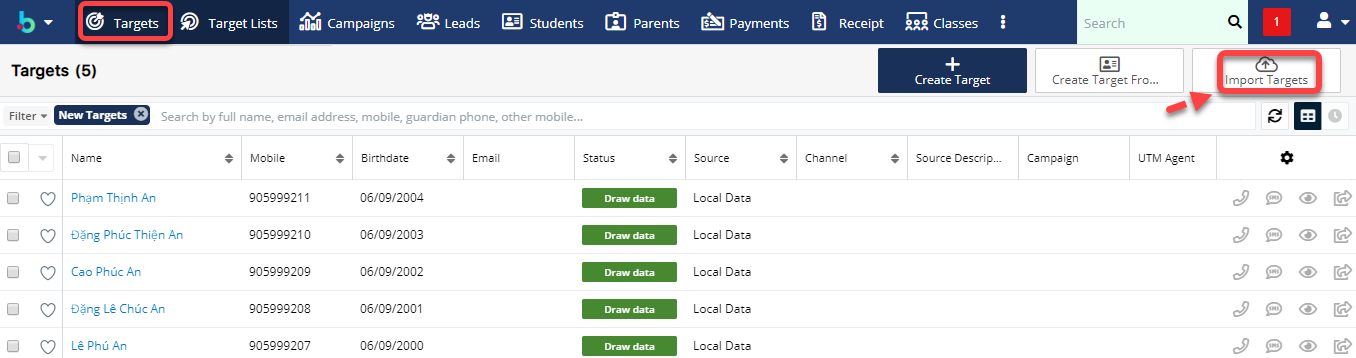 Targets Target Lists Campaigns Leads Students Parents Payments Receipt Classes Search 1
Targets (5) Create Target Create Target Fro... Import Targets
Filter New Targets Search by full name, email address, mobile, guardian phone, other mobile...
Name Mobile Birthdate Email Status Source Channel Source Descrip... Campaign UTM Agent
Phạm Thịnh An 905999211 06/09/2004 Draw data Local Data SMS
Đặng Phúc Thiện An 905999210 06/09/2003 Draw data Local Data SMS
Cao Phúc An 905999209 06/09/2002 Draw data Local Data SMS
Đặng Lê Chúc An 905999208 06/09/2001 Draw data Local Data SMS
Lê Phú An 905999207 06/09/2000 Draw data Local Data SMS